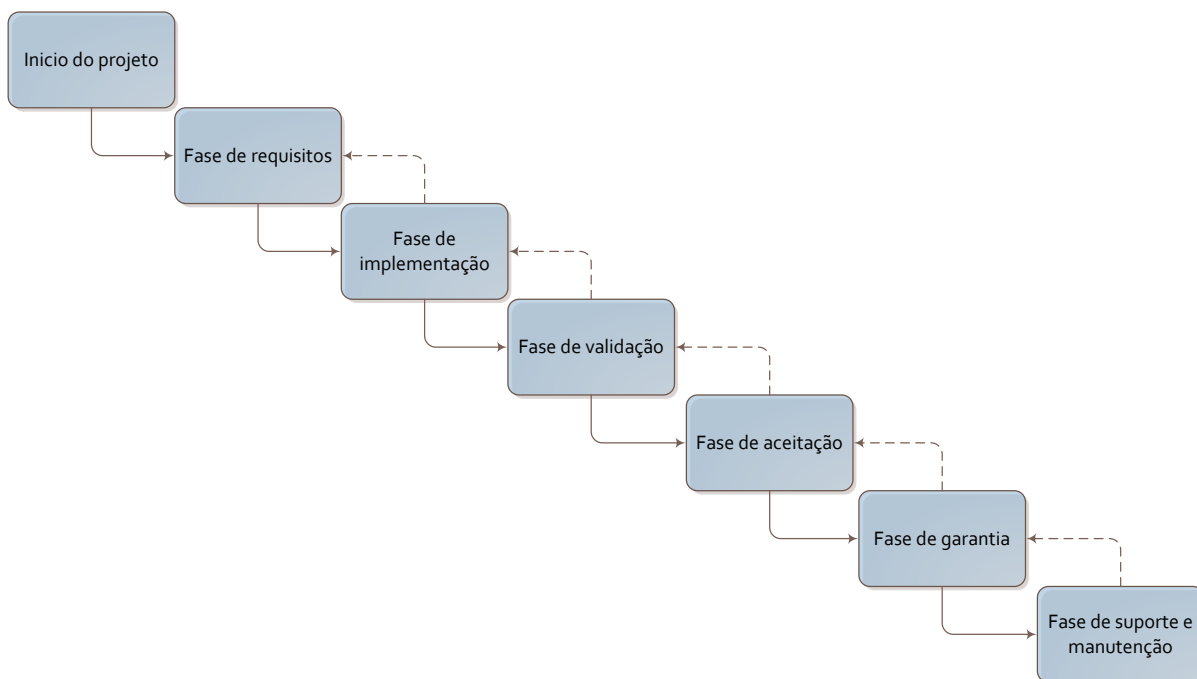 Inicio do projeto
Fase de requisitos
Fase de
implementação
Fase de validação
Fase de aceitação
Fase de garantia
Fase de suporte e
manutenção